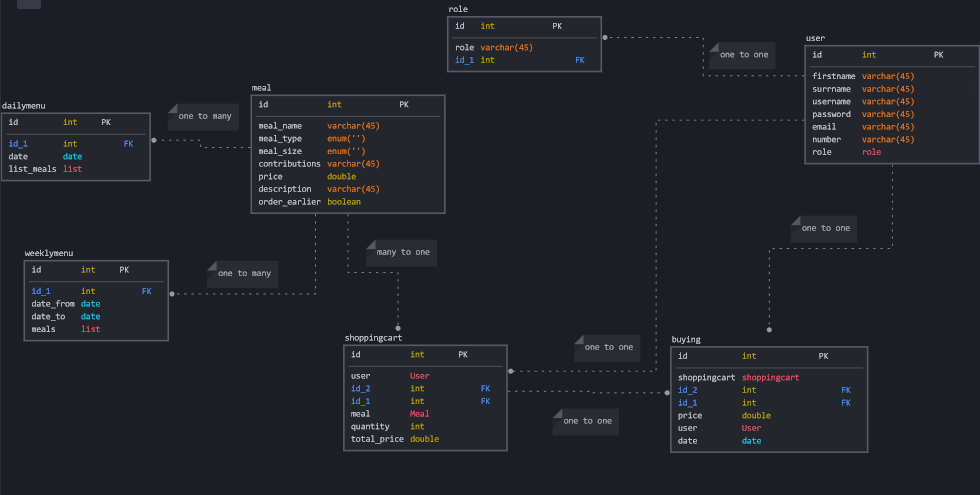 role
id int PK
role varchar(45)
id_1 int FK
one to one
user
id int PK
firstname varchar(45)
surrname varchar(45)
username varchar(45)
password varchar(45)
email varchar(45)
number varchar(45)
role role
meal
id int PK
meal_name varchar(45)
meal_type enum('')
meal_size enum('')
contributions varchar(45)
price double
description varchar(45)
order_earlier boolean
dailymenu
id int PK
id_1 int FK
date date
list_meals list
one to many
one to one
many to one
weeklymenu
id int PK
id_1 int FK
date_from date
date_to date
meals list
one to many
shoppingcart
id int PK
user User
id_2 int FK
id_1 int FK
meal Meal
quantity int
total_price double
one to one
one to one
buying
id int PK
shoppingcart shoppingcart
id_2 int FK
id_1 int FK
price double
user User
date date